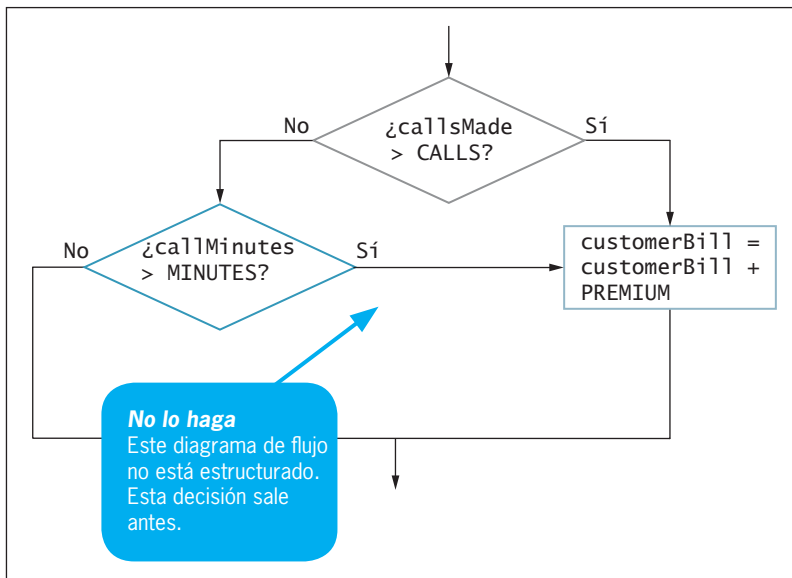 No
¿callsMade
> CALLS?
Sí
No
¿callMinutes
> MINUTES?
Sí
customerBill =
customerBill +
PREMIUM
No lo haga
Este diagrama de flujo
no está estructurado.
Esta decisión sale
antes.